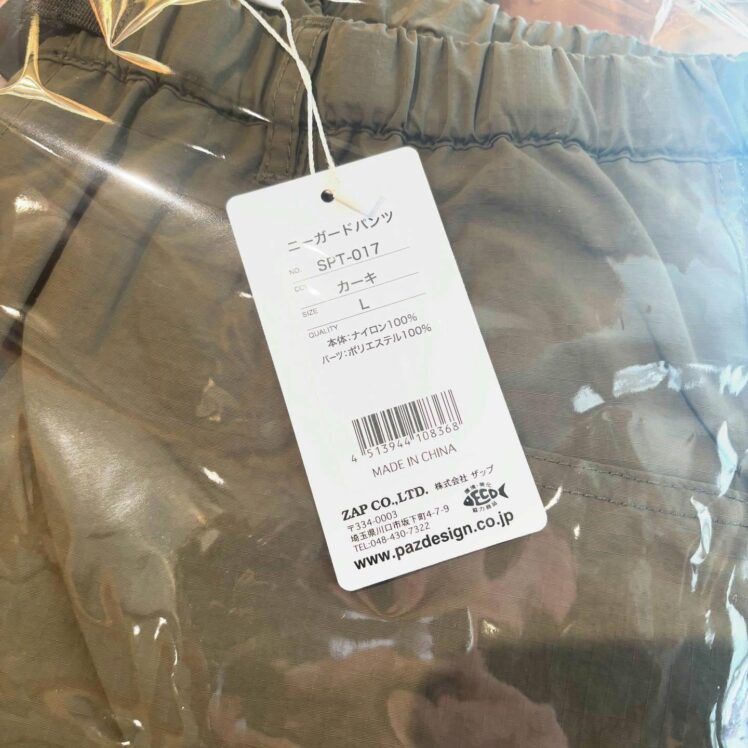 ニーガードパンツ
NO. SPT-017
カーキ
SIZE L
QUALITY
本体:ナイロン100%
パーツ:ポリエステル100%
4 513944 108368
MADE IN CHINA
ZAP CO.,LTD. 株式会社 ザップ
〒334-0003
埼玉県川口市坂下町4-7-9
TEL:048-430-7322
www.pazdesign.co.jp
ECO